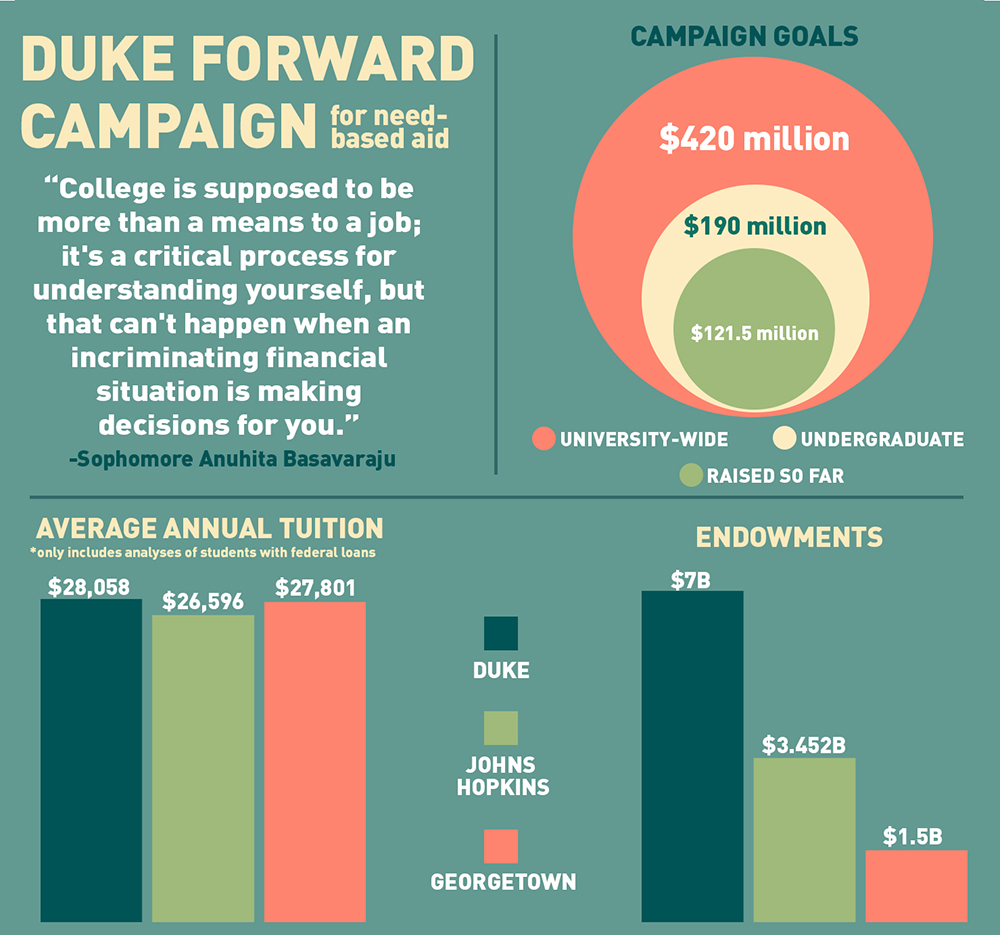 DUKE FORWARD
CAMPAIGN for need-
based aid
“College is supposed to be
more than a means to a job;
it's a critical process for
understanding yourself, but
that can't happen when an
incriminating financial
situation is making
decisions for you.”
-Sophomore Anuhita Basavaraju
CAMPAIGN GOALS
$420 million
$190 million
$121.5 million
UNIVERSITY-WIDE
UNDERGRADUATE
RAISED SO FAR
AVERAGE ANNUAL TUITION
*only includes analyses of students with federal loans
$28,058
$26,596
$27,801
DUKE
JOHNS
HOPKINS
GEORGETOWN
ENDOWMENTS
$7B
$3.452B
$1.5B